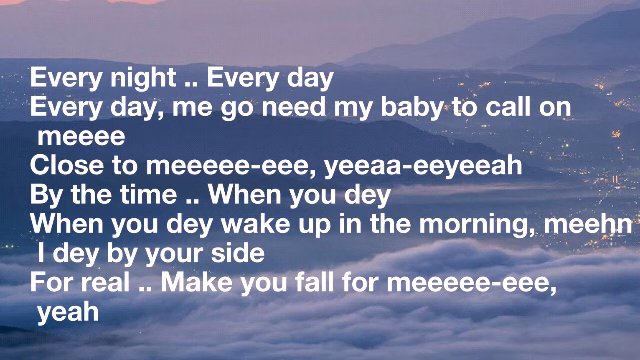 Every night .. Every day
Every day, me go need my baby to call on
meeee
Close to meeeee-eee, yeeaa-eeyeeah
By the time .. When you dey
When you dey wake up in the morning, meehn
I dey by your side
For real .. Make you fall for meeeee-eee,
yeah